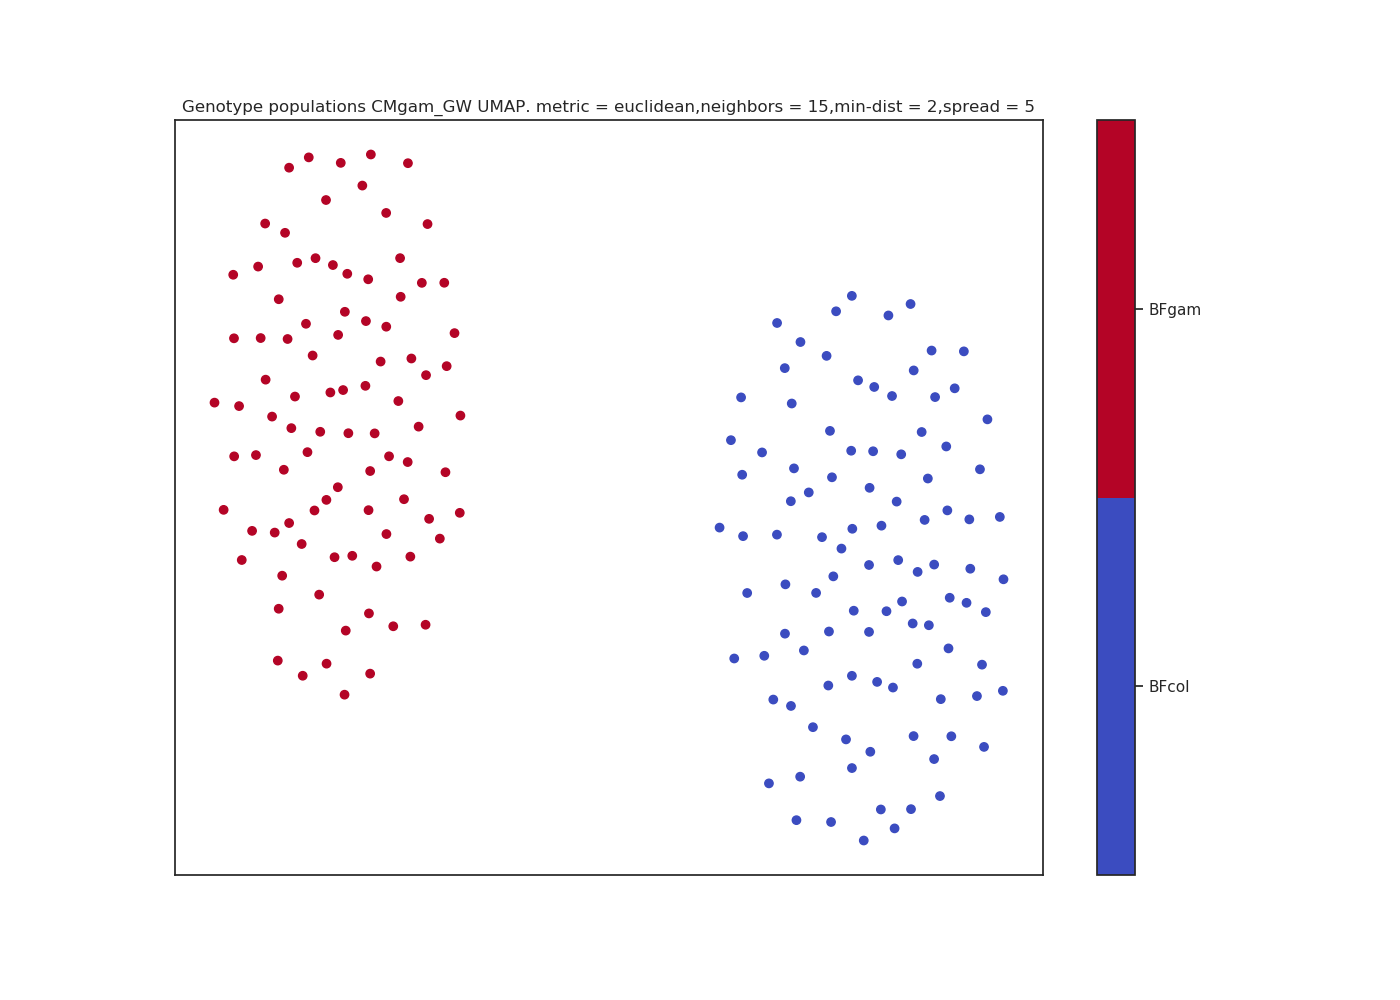 Genotype populations CMgam_GW UMAP. metric = euclidean,neighbors = 15,min-dist = 2,spread = 5
BFgam
BFcol